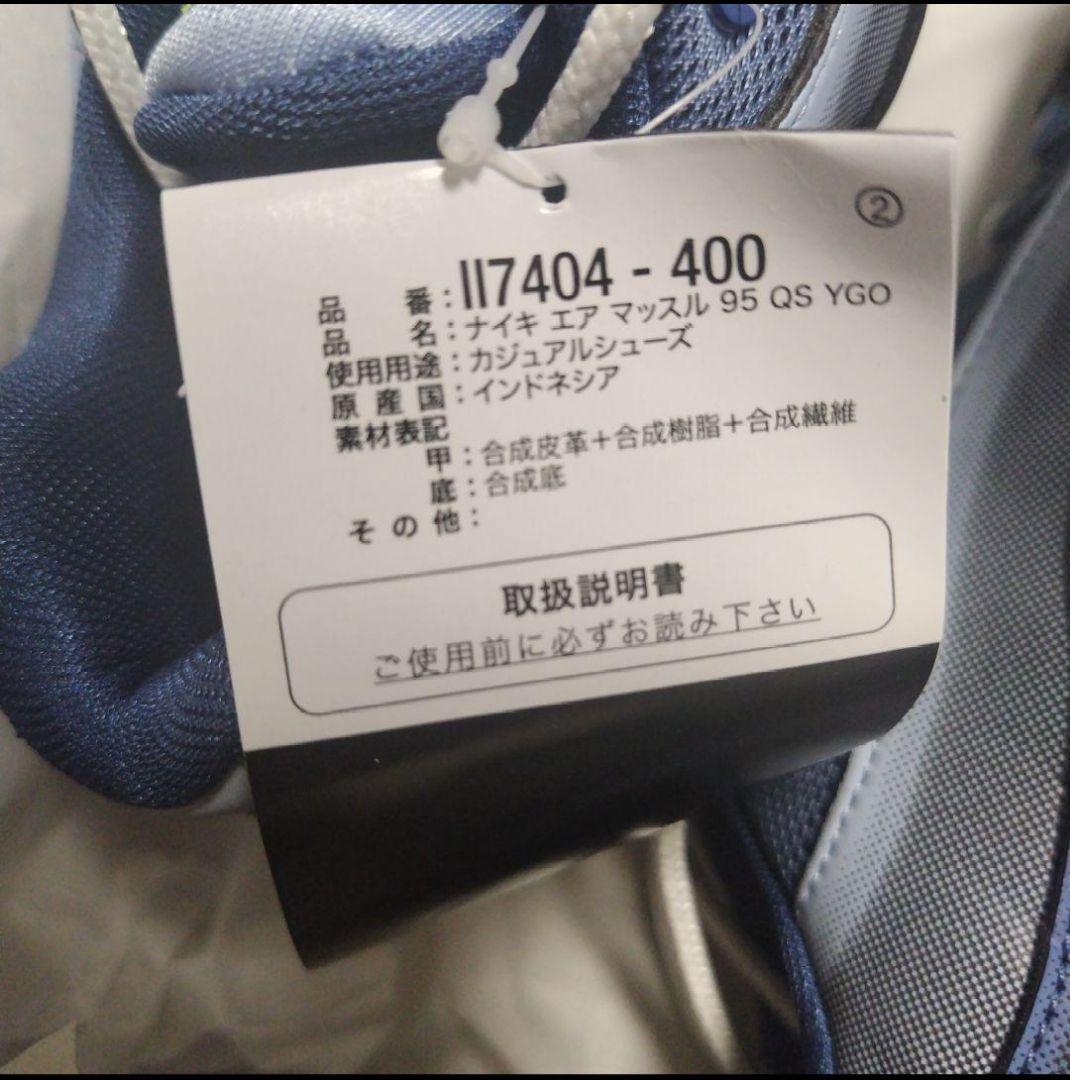 ②
品番：II7404 - 400
品名：ナイキ エア マッスル 95 QS YGO
使用用途：カジュアルシューズ
原産国：インドネシア
素材表記
甲：合成皮革＋合成樹脂＋合成繊維
底：合成底
その他：
取扱説明書
ご使用前に必ずお読み下さい